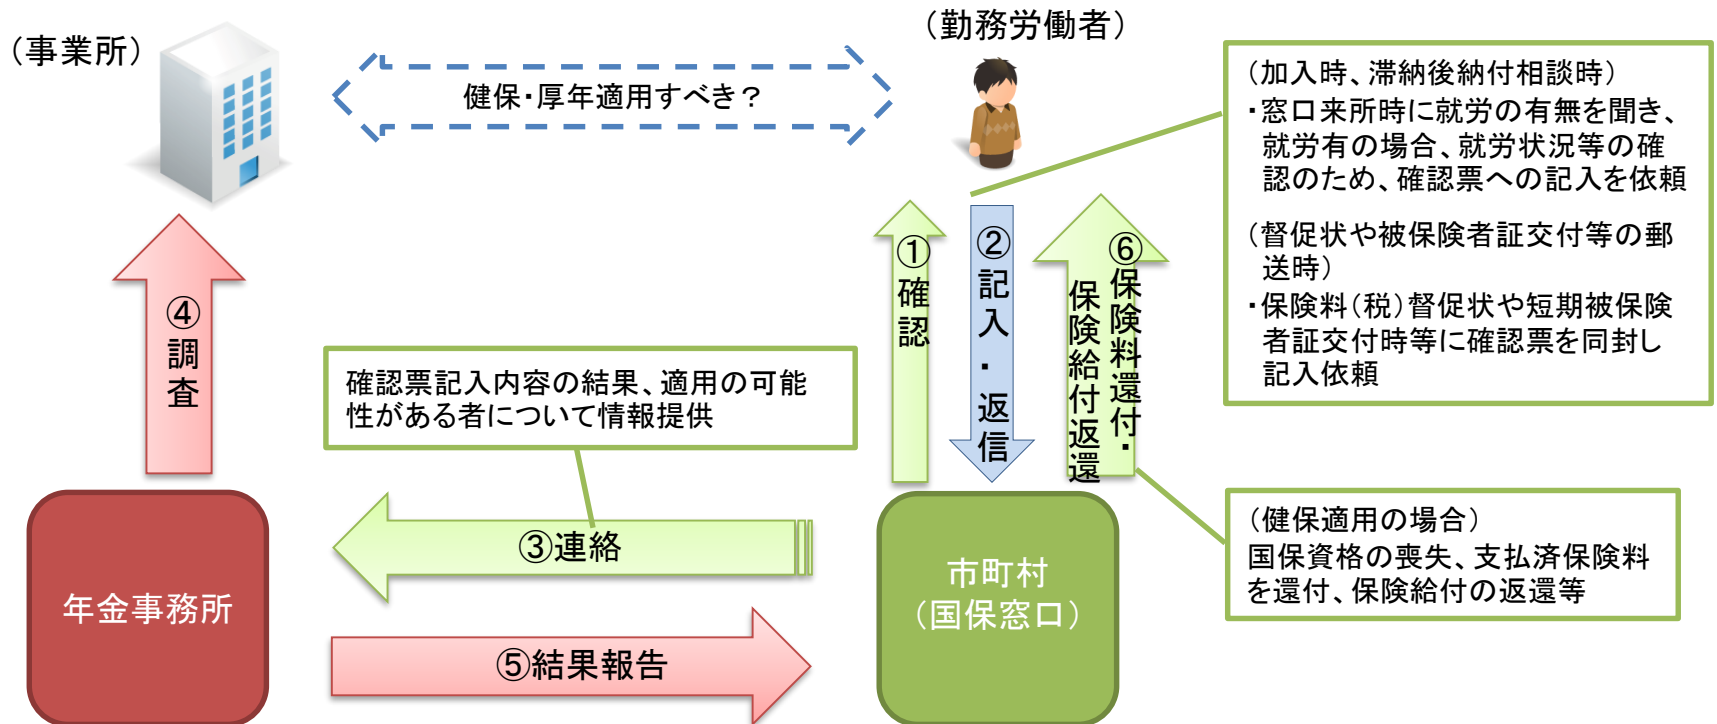 （事業所）
（勤務労働者）
健保・厚年適用すべき？
（加入時、滞納後納付相談時）
・窓口来所時に就労の有無を聞き、
就労有の場合、就労状況等の確
認のため、確認票への記入を依頼
（督促状や被保険者証交付等の郵
送時）
・保険料（税）督促状や短期被保険
者証交付時等に確認票を同封し
記入依頼
①確認
②記入・返信
⑥保険料還付・
保険給付返還
④調査
確認票記入内容の結果、適用の可能
性がある者について情報提供
③連絡
（健保適用の場合）
国保資格の喪失、支払済保険料
を還付、保険給付の返還等
年金事務所
市町村
（国保窓口）
⑤結果報告